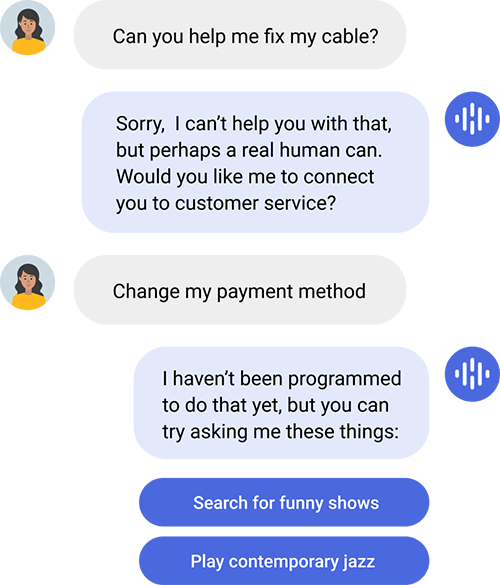 Can you help me fix my cable?
Sorry, I can’t help you with that,
but perhaps a real human can.
Would you like me to connect
you to customer service?
Change my payment method
I haven’t been programmed
to do that yet, but you can
try asking me these things:
Search for funny shows
Play contemporary jazz